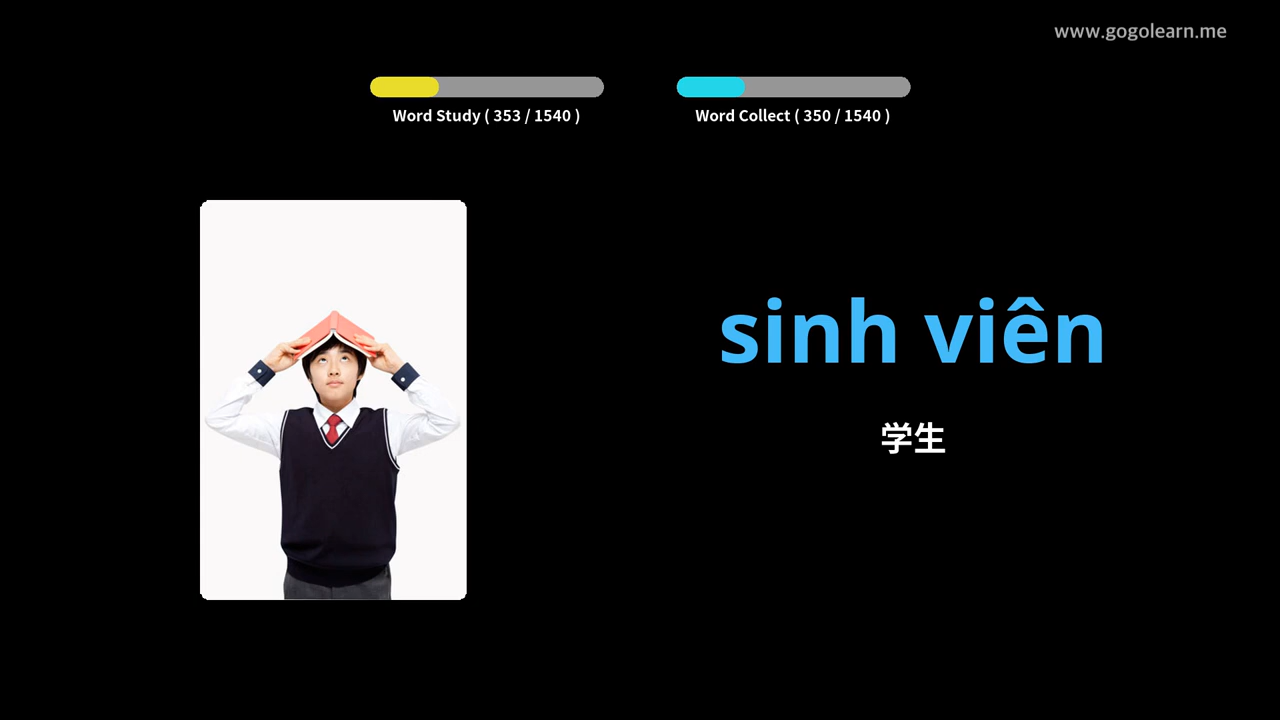 www.gogolearn.me
Word Study ( 353 / 1540 )
Word Collect ( 350 / 1540 )
sinh viên
学生